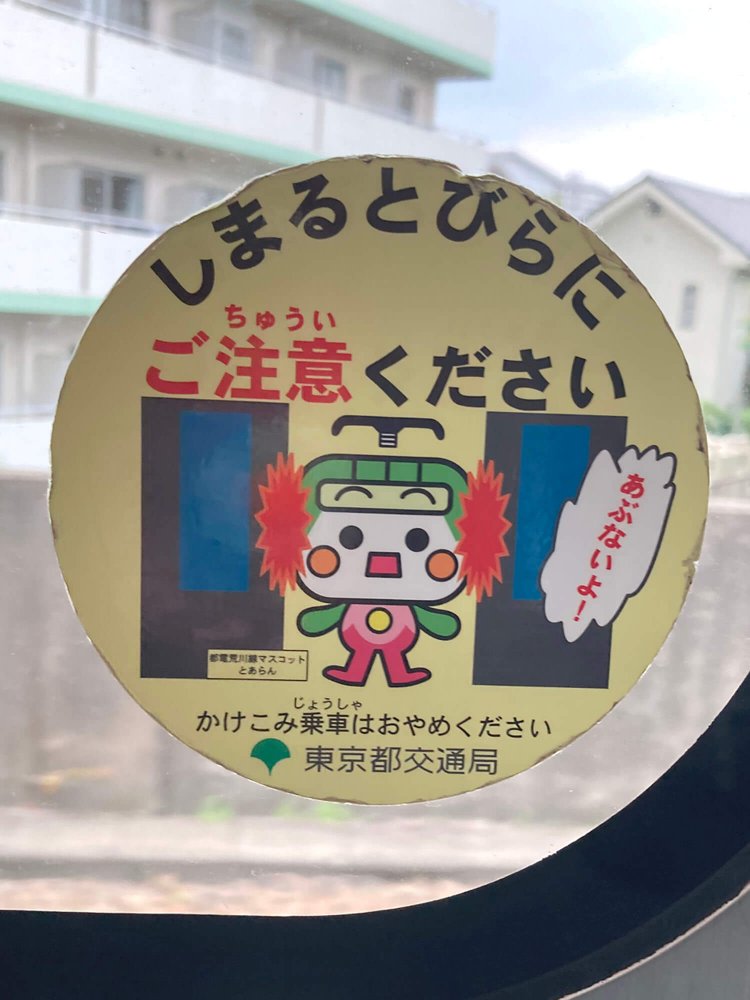 しまるとびらに
ちゅうい
ご注意ください
あぶないよ！
都電荒川線マスコット
とあらん
じょうしゃ
かけこみ乗車はおやめください
東京都交通局